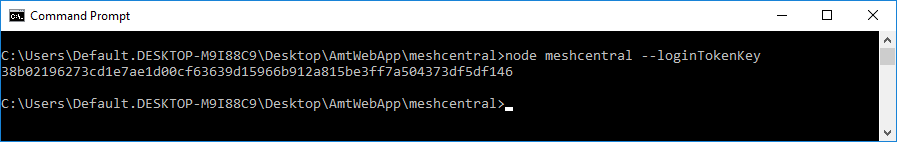 Command Prompt
C:\Users\Default.DESKTOP-M9I88C9\Desktop\AmtWebApp\meshcentral>node meshcentral --loginTokenKey
38b02196273cd1e7ae1d00cf63639d15966b912a815be3ff7a504373df5df146
C:\Users\Default.DESKTOP-M9I88C9\Desktop\AmtWebApp\meshcentral>